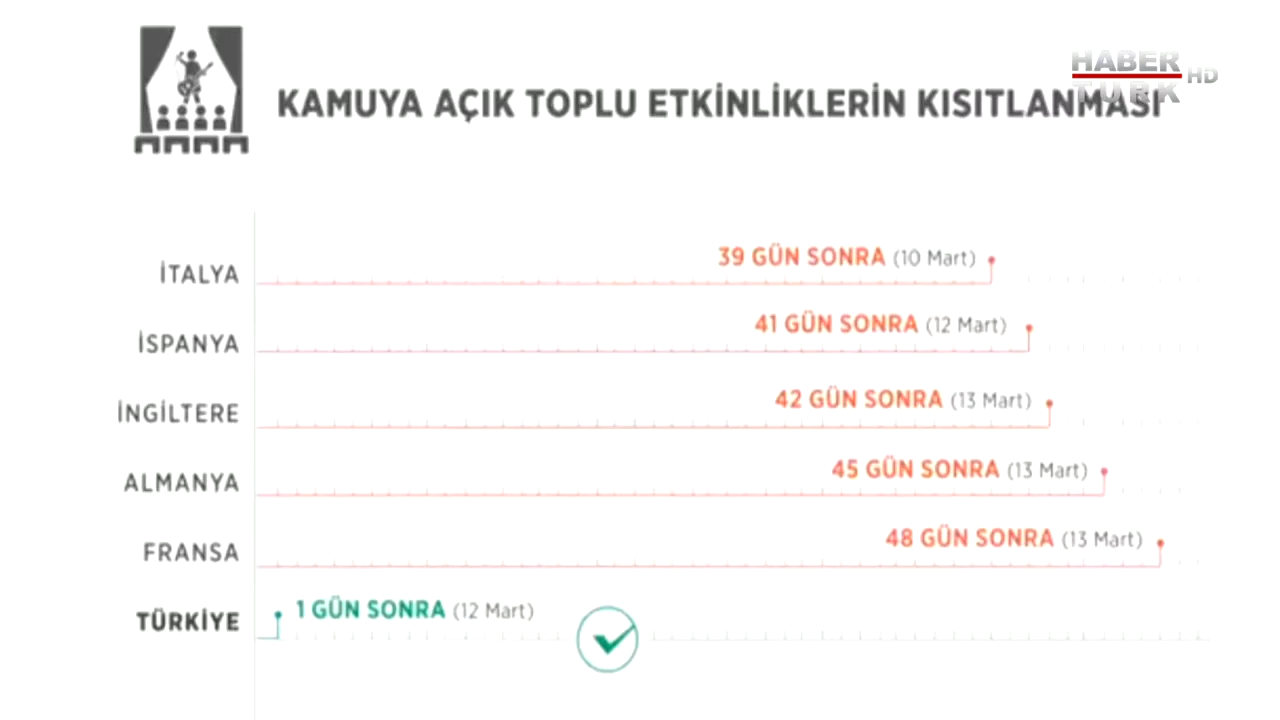 HABER
TÜRK HD
KAMUYA AÇIK TOPLU ETKİNLİKLERİN KISITLANMASI
39 GÜN SONRA (10 Mart)
İTALYA
41 GÜN SONRA (12 Mart)
İSPANYA
42 GÜN SONRA (13 Mart)
İNGİLTERE
45 GÜN SONRA (13 Mart)
ALMANYA
48 GÜN SONRA (13 Mart)
FRANSA
1 GÜN SONRA (12 Mart)
TÜRKİYE